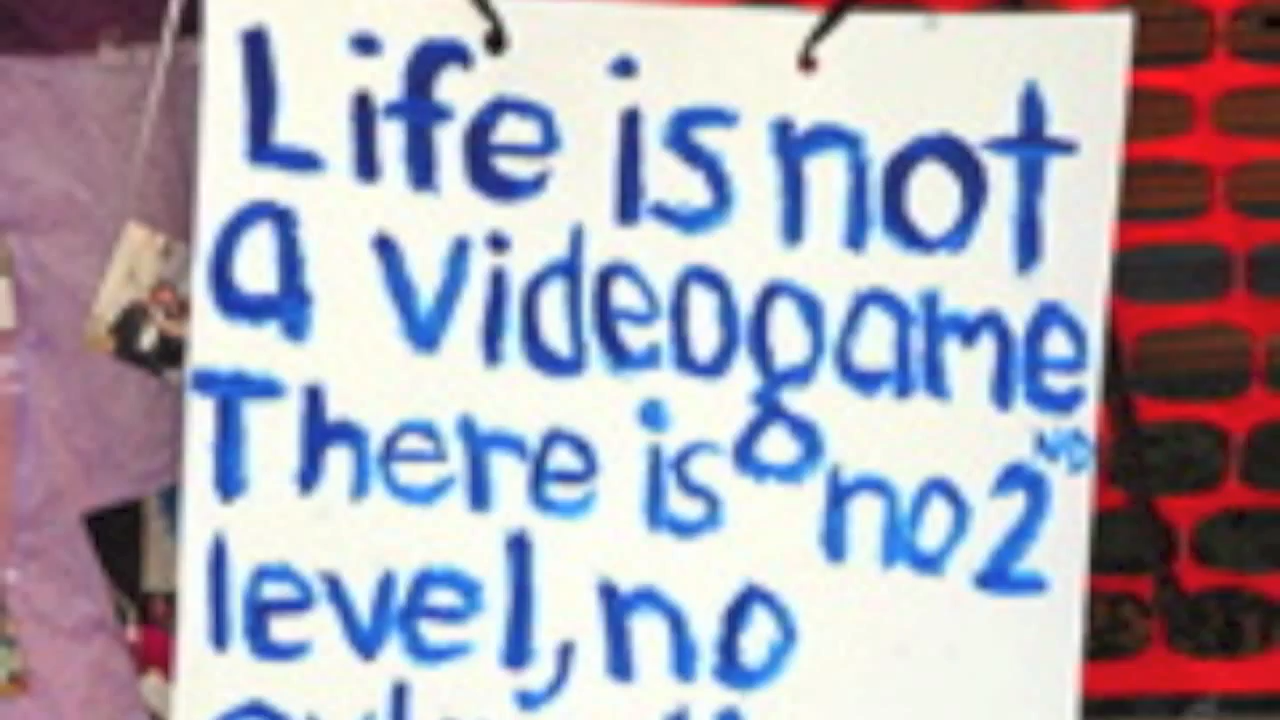 Life is not
a videogame
There is no 2ND
level, no